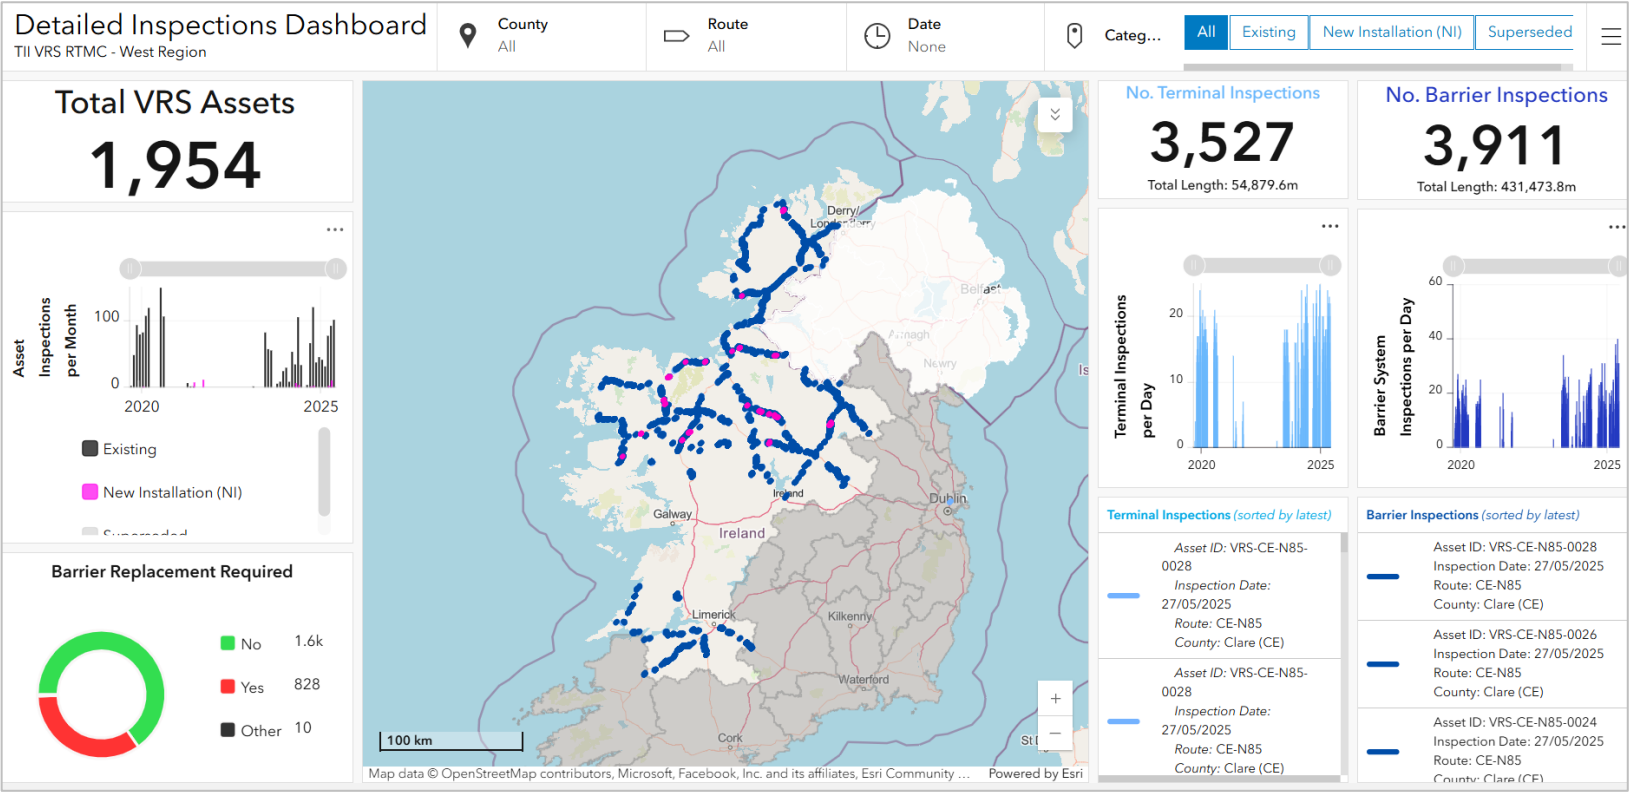 Detailed Inspections Dashboard
TII VRS RTMC - West Region
County
All
Route
All
Date
None
Categ...
All
Existing
New Installation (NI)
Superseded
Total VRS Assets
1,954
Asset
Inspections
per Month
100
0
2020
2025
Existing
New Installation (NI)
Superseded
Barrier Replacement Required
No 1.6k
Yes 828
Other 10
Derry/
Londonderry
Belfast
Armagh
Newry
Ireland
Dublin
Galway
Ireland
Limerick
Kilkenny
Waterford
Cork
Is
St
100 km
+
−
Map data © OpenStreetMap contributors, Microsoft, Facebook, Inc. and its affiliates, Esri Community ...
Powered by Esri
No. Terminal Inspections
3,527
Total Length: 54,879.6m
Terminal Inspections
per Day
20
10
0
2020
2025
Terminal Inspections (sorted by latest)
Asset ID: VRS-CE-N85-
0028
Inspection Date:
27/05/2025
Route: CE-N85
County: Clare (CE)
Asset ID: VRS-CE-N85-
0028
Inspection Date:
27/05/2025
Route: CE-N85
County: Clare (CE)
No. Barrier Inspections
3,911
Total Length: 431,473.8m
Barrier System
Inspections per Day
60
40
20
0
2020
2025
Barrier Inspections (sorted by latest)
Asset ID: VRS-CE-N85-0028
Inspection Date: 27/05/2025
Route: CE-N85
County: Clare (CE)
Asset ID: VRS-CE-N85-0026
Inspection Date: 27/05/2025
Route: CE-N85
County: Clare (CE)
Asset ID: VRS-CE-N85-0024
Inspection Date: 27/05/2025
Route: CE-N85
County: Clare (CE)